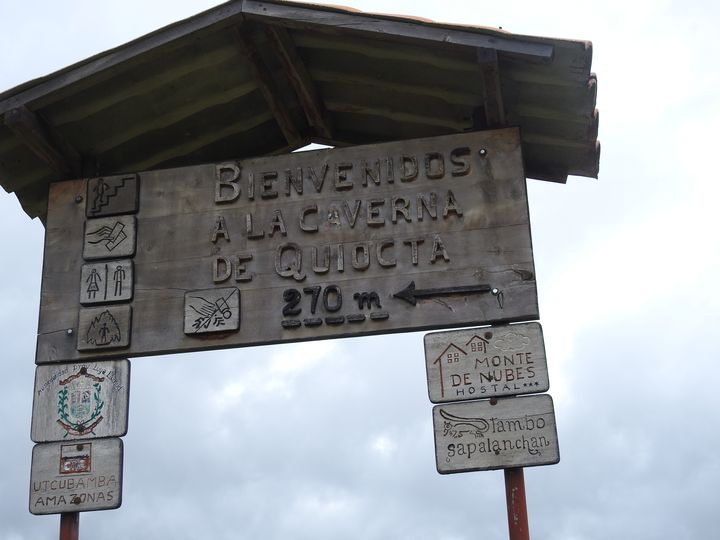 BIENVENIDOS
A LA CAVERNA
DE QUIOCTA
270 m
UTCUBAMBA
AMAZONAS
MONTE
DE NUBES
HOSTAL ***
tambo
sapalanchan